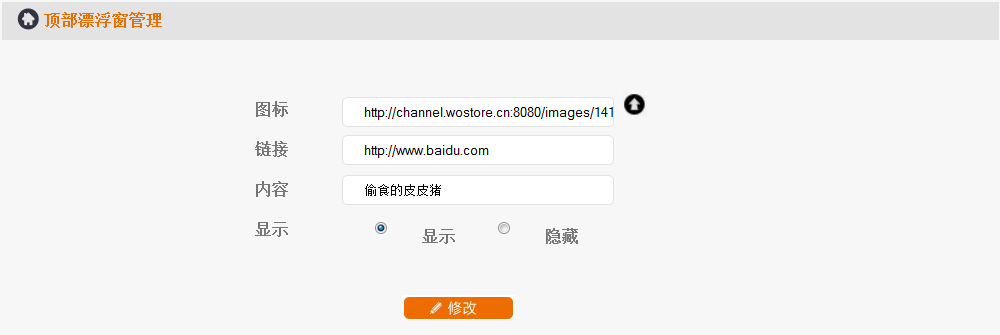 顶部漂浮窗管理
图标 http://channel.wostore.cn:8080/images/141
链接 http://www.baidu.com
内容 偷食的皮皮猪
显示 显示 隐藏
修改